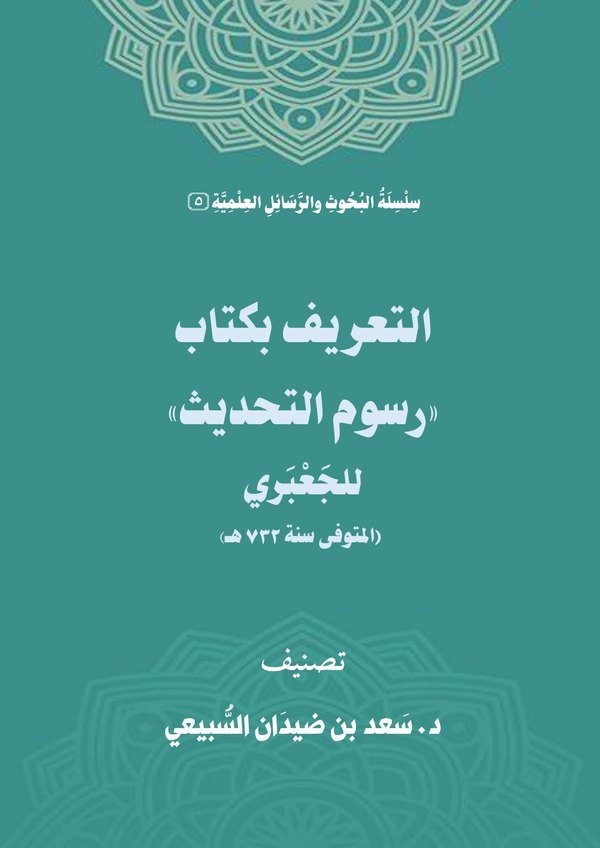 سِلْسِلَةُ البُحُوثِ والرَّسَائِلِ العِلْمِيَّةِ [٥]
التعريف بكتاب
«رسوم التحديث»
للجَعْبَري
(المتوفى سنة ٧٣٢ هـ)
تصنيف
د. سَعد بن ضيدَان السُّبيعي